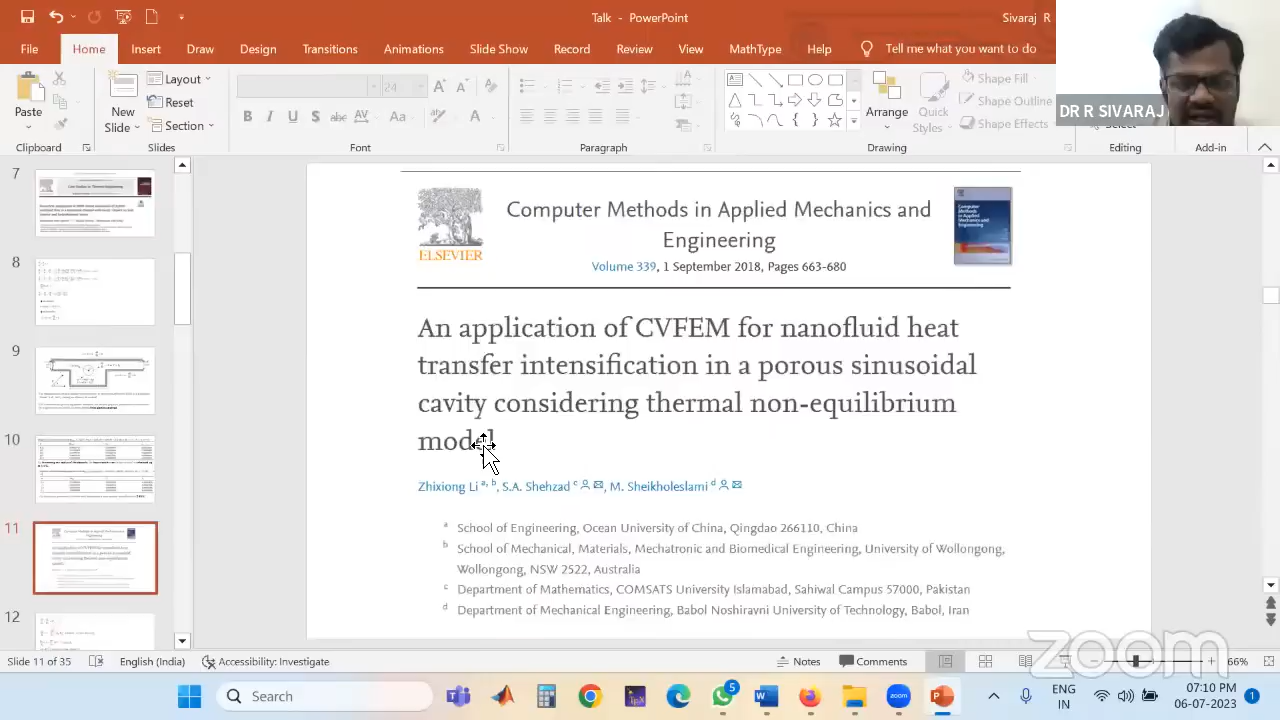 Talk - PowerPoint
Sivaraj R
File Home Insert Draw Design Transitions Animations Slide Show Record Review View MathType Help Tell me what you want to do
Paste
Clipboard
New
Slide
Layout
Reset
Section
Slides
24
B I U S abc AV Aa A
Font
Paragraph
Arrange
Quick
Styles
Shape Fill
Shape Outline
Shape Effects
Drawing
Select
Editing
Add-in
DR R SIVARAJ
7
8
9
10
11
12
ELSEVIER
Computer Methods in Applied Mechanics and
Engineering
Volume 339, 1 September 2018, Pages 663-680
An application of CVFEM for nanofluid heat
transfer intensification in a porous sinusoidal
cavity considering thermal non-equilibrium
model
Zhixiong Li a, b, S.A. Shehzad c, M. Sheikholeslami d
a School of Engineering, Ocean University of China, China
b School of Materials, Mechatronic and University of Wollongong,
Wollongong, NSW 2522, Australia
c Department of Mathematics, COMSATS University Islamabad, Sahiwal Campus 57000, Pakistan
d Department of Mechanical Engineering, Babol Noshirvani University of Technology, Babol, Iran
zoom
Slide 11 of 35 English (India) Accessibility: Investigate Notes Comments 66%
Search
5
zoom
ENG
IN
07:10 PM
06-07-2023
1